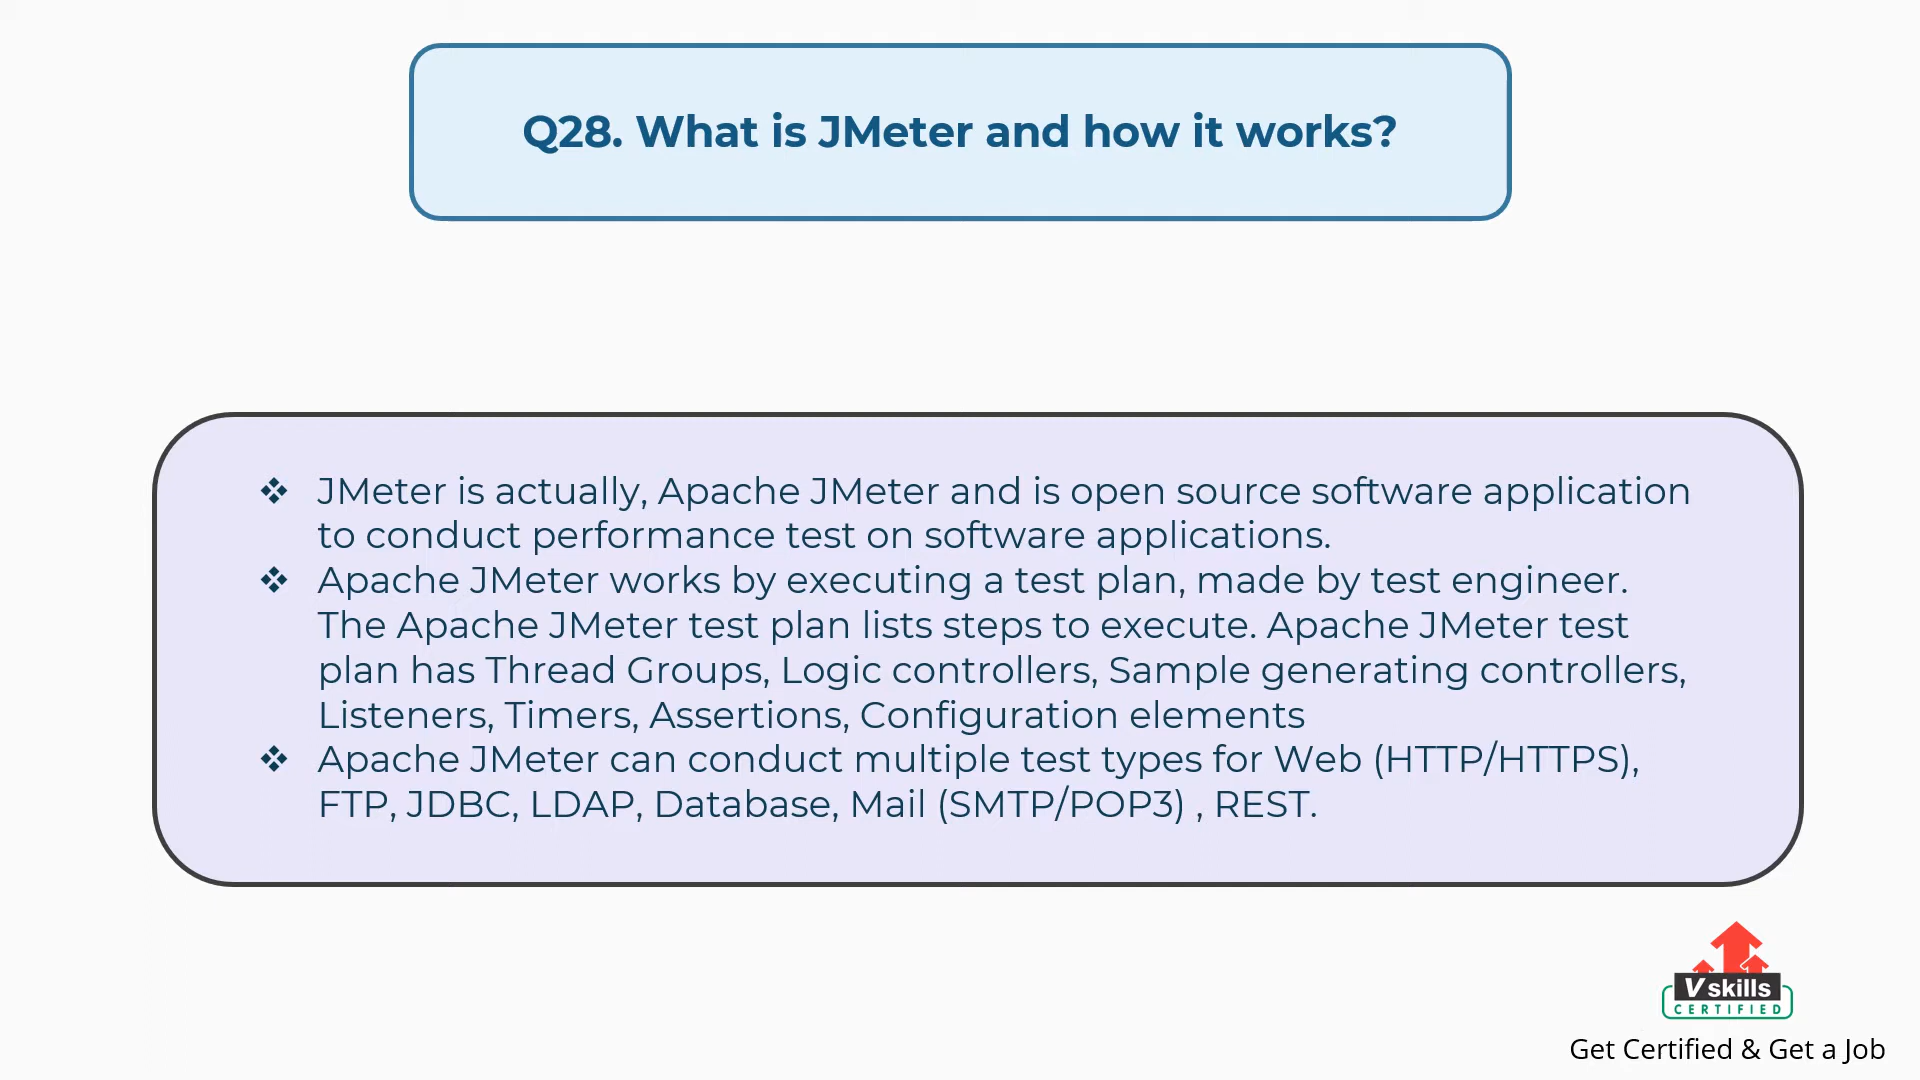 Q28. What is JMeter and how it works?
❖ JMeter is actually, Apache JMeter and is open source software application
to conduct performance test on software applications.
❖ Apache JMeter works by executing a test plan, made by test engineer.
The Apache JMeter test plan lists steps to execute. Apache JMeter test
plan has Thread Groups, Logic controllers, Sample generating controllers,
Listeners, Timers, Assertions, Configuration elements
❖ Apache JMeter can conduct multiple test types for Web (HTTP/HTTPS),
FTP, JDBC, LDAP, Database, Mail (SMTP/POP3) , REST.
Vskills
CERTIFIED
Get Certified & Get a Job